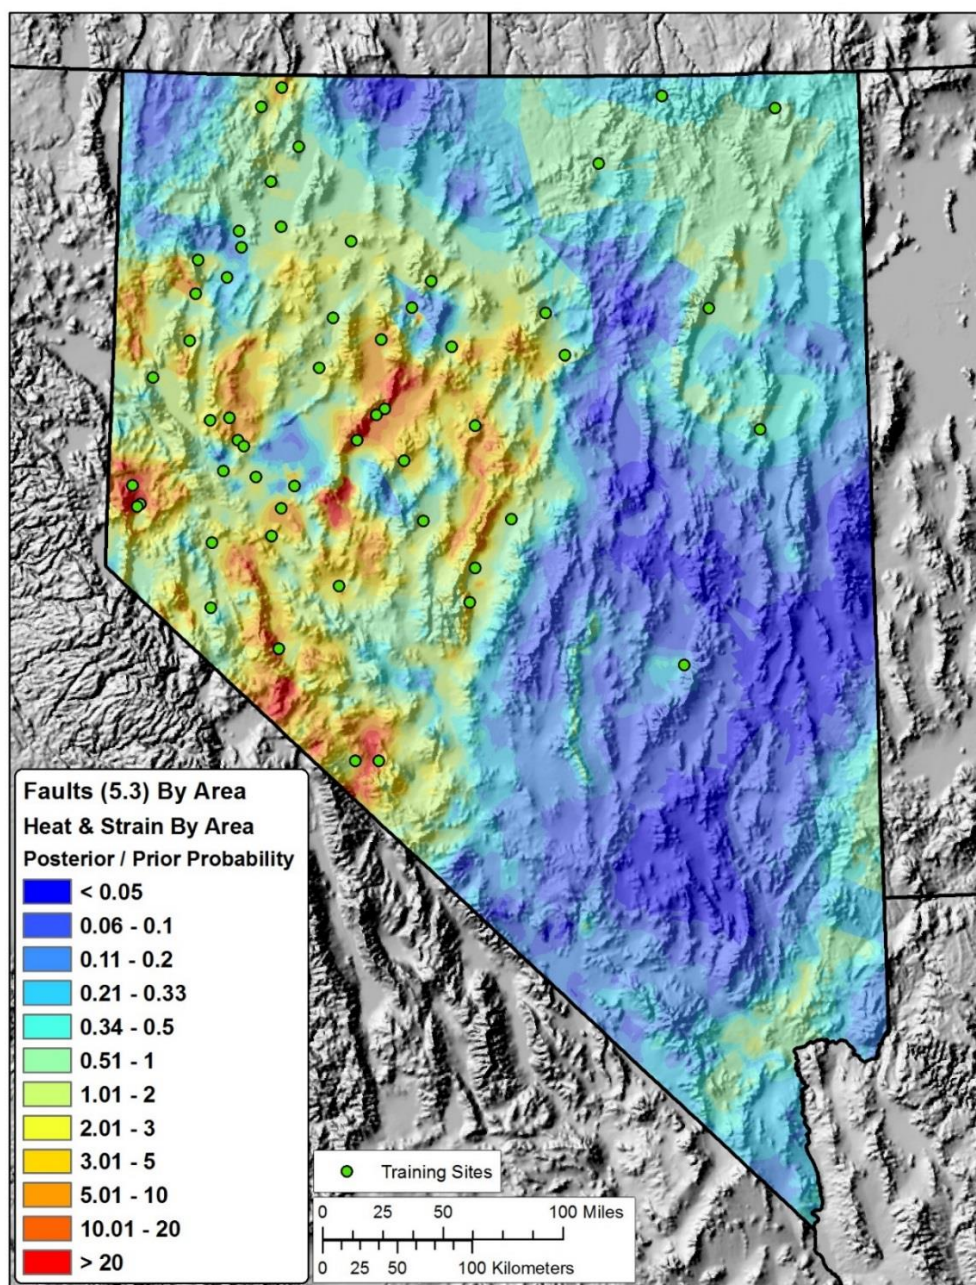 Faults (5.3) By Area
Heat & Strain By Area
Posterior / Prior Probability
< 0.05
0.06 - 0.1
0.11 - 0.2
0.21 - 0.33
0.34 - 0.5
0.51 - 1
1.01 - 2
2.01 - 3
3.01 - 5
5.01 - 10
10.01 - 20
> 20
Training Sites
0 25 50 100 Miles
0 25 50 100 Kilometers